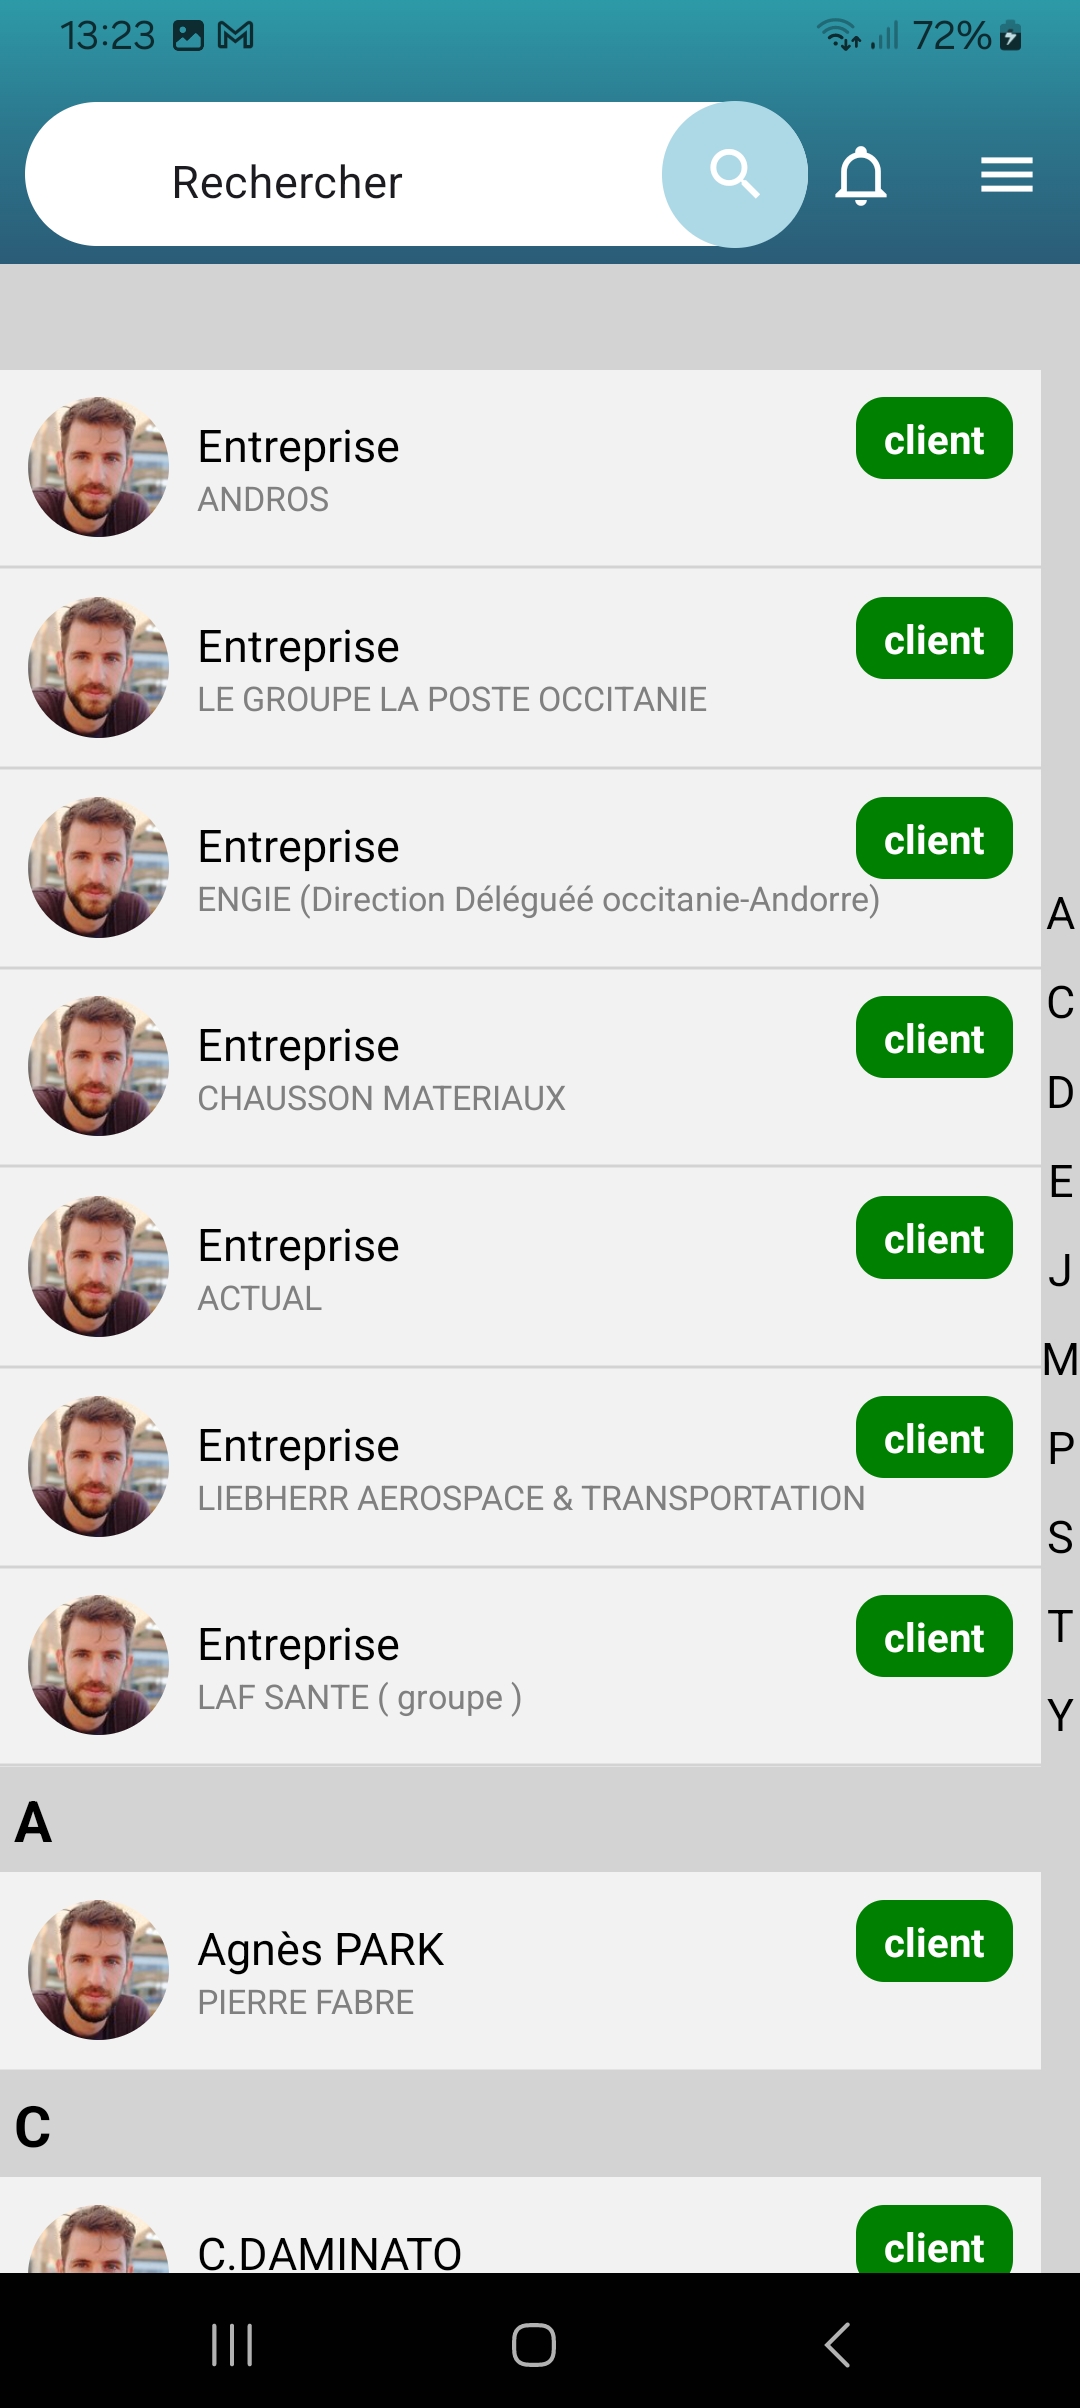 13:23 72%
Rechercher
Entreprise
client
ANDROS
Entreprise
client
LE GROUPE LA POSTE OCCITANIE
Entreprise
client
ENGIE (Direction Déléguéé occitanie-Andorre)
Entreprise
client
CHAUSSON MATERIAUX
Entreprise
client
ACTUAL
Entreprise
client
LIEBHERR AEROSPACE & TRANSPORTATION
Entreprise
client
LAF SANTE ( groupe )
A
Agnès PARK
client
PIERRE FABRE
C
C.DAMINATO
client
A
C
D
E
J
M
P
S
T
Y